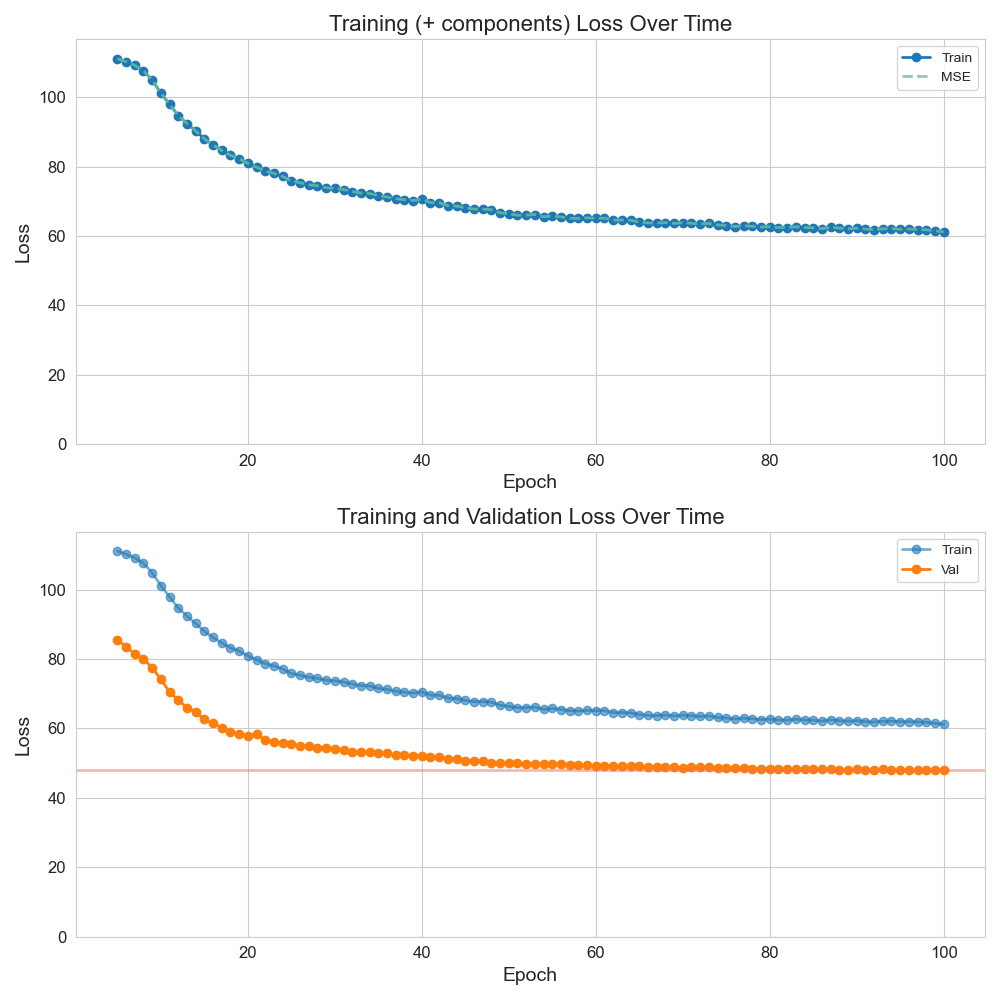 Training (+ components) Loss Over Time
Train
MSE
100
80
60
40
20
0
Loss
20 40 60 80 100
Epoch
Training and Validation Loss Over Time
Train
Val
100
80
60
40
20
0
Loss
20 40 60 80 100
Epoch